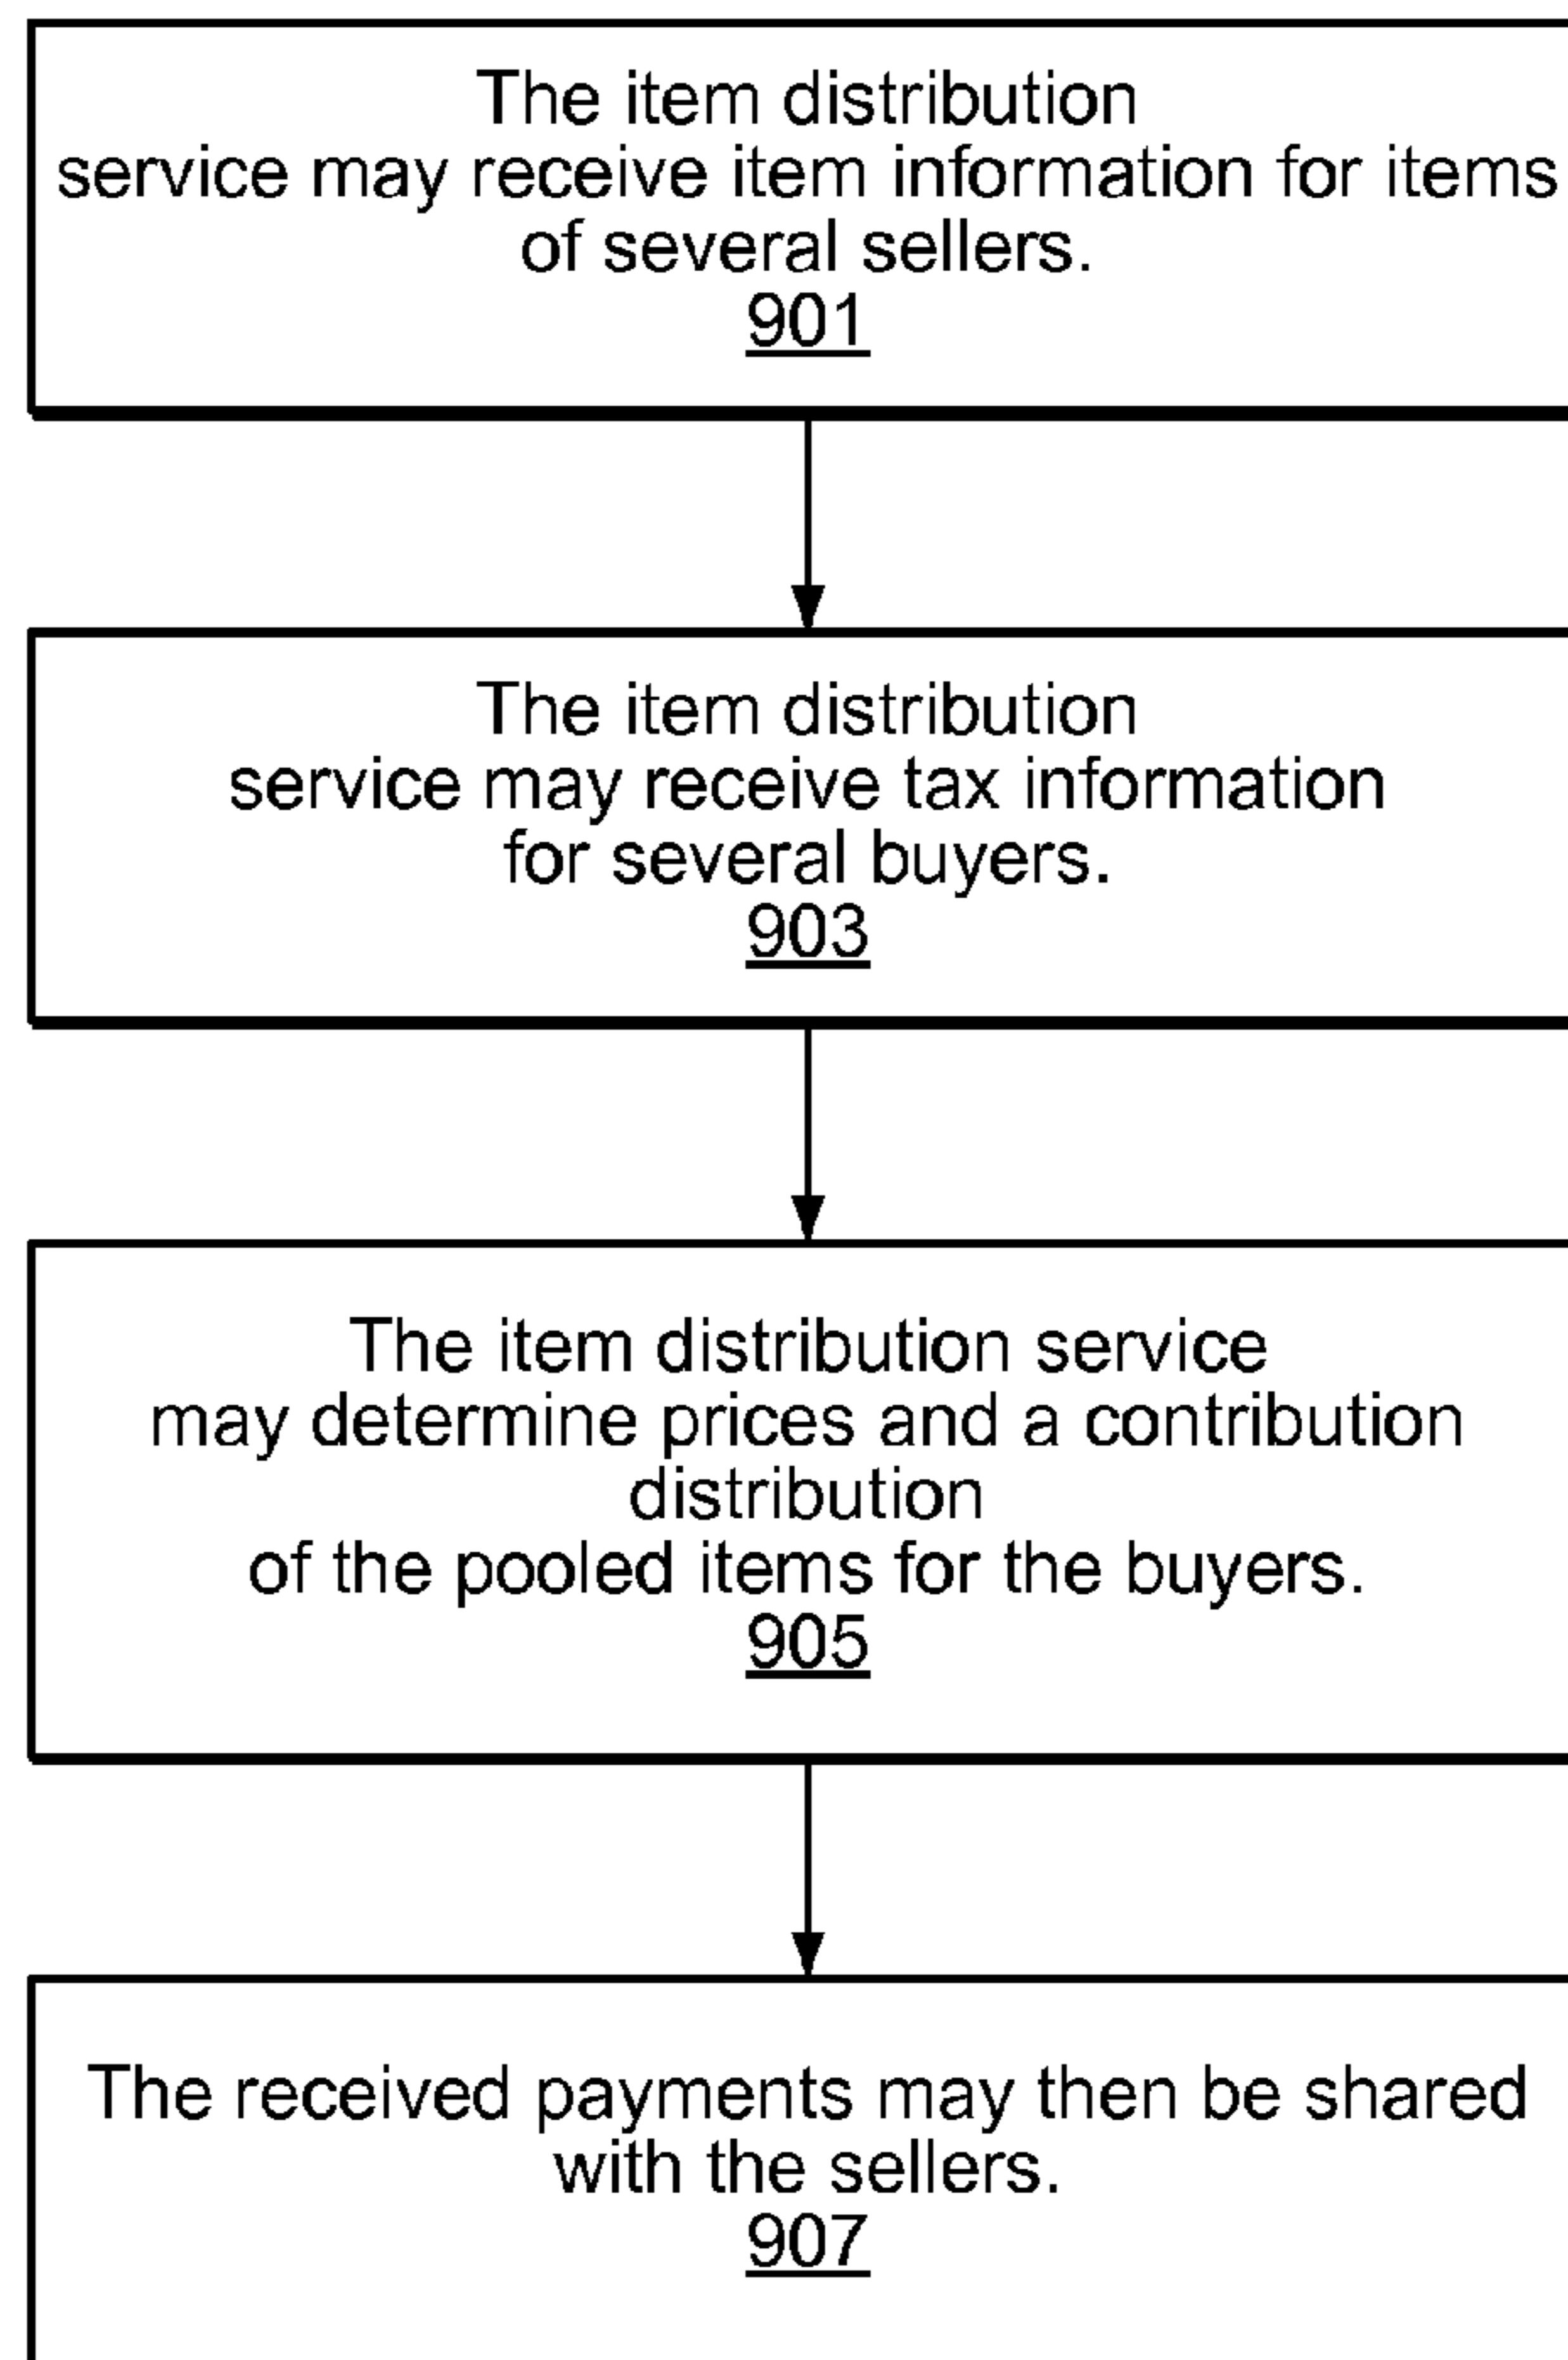 The item distribution
service may receive item information for items
of several sellers.
901
The item distribution
service may receive tax information
for several buyers.
903
The item distribution service
may determine prices and a contribution
distribution
of the pooled items for the buyers.
905
The received payments may then be shared
with the sellers.
907